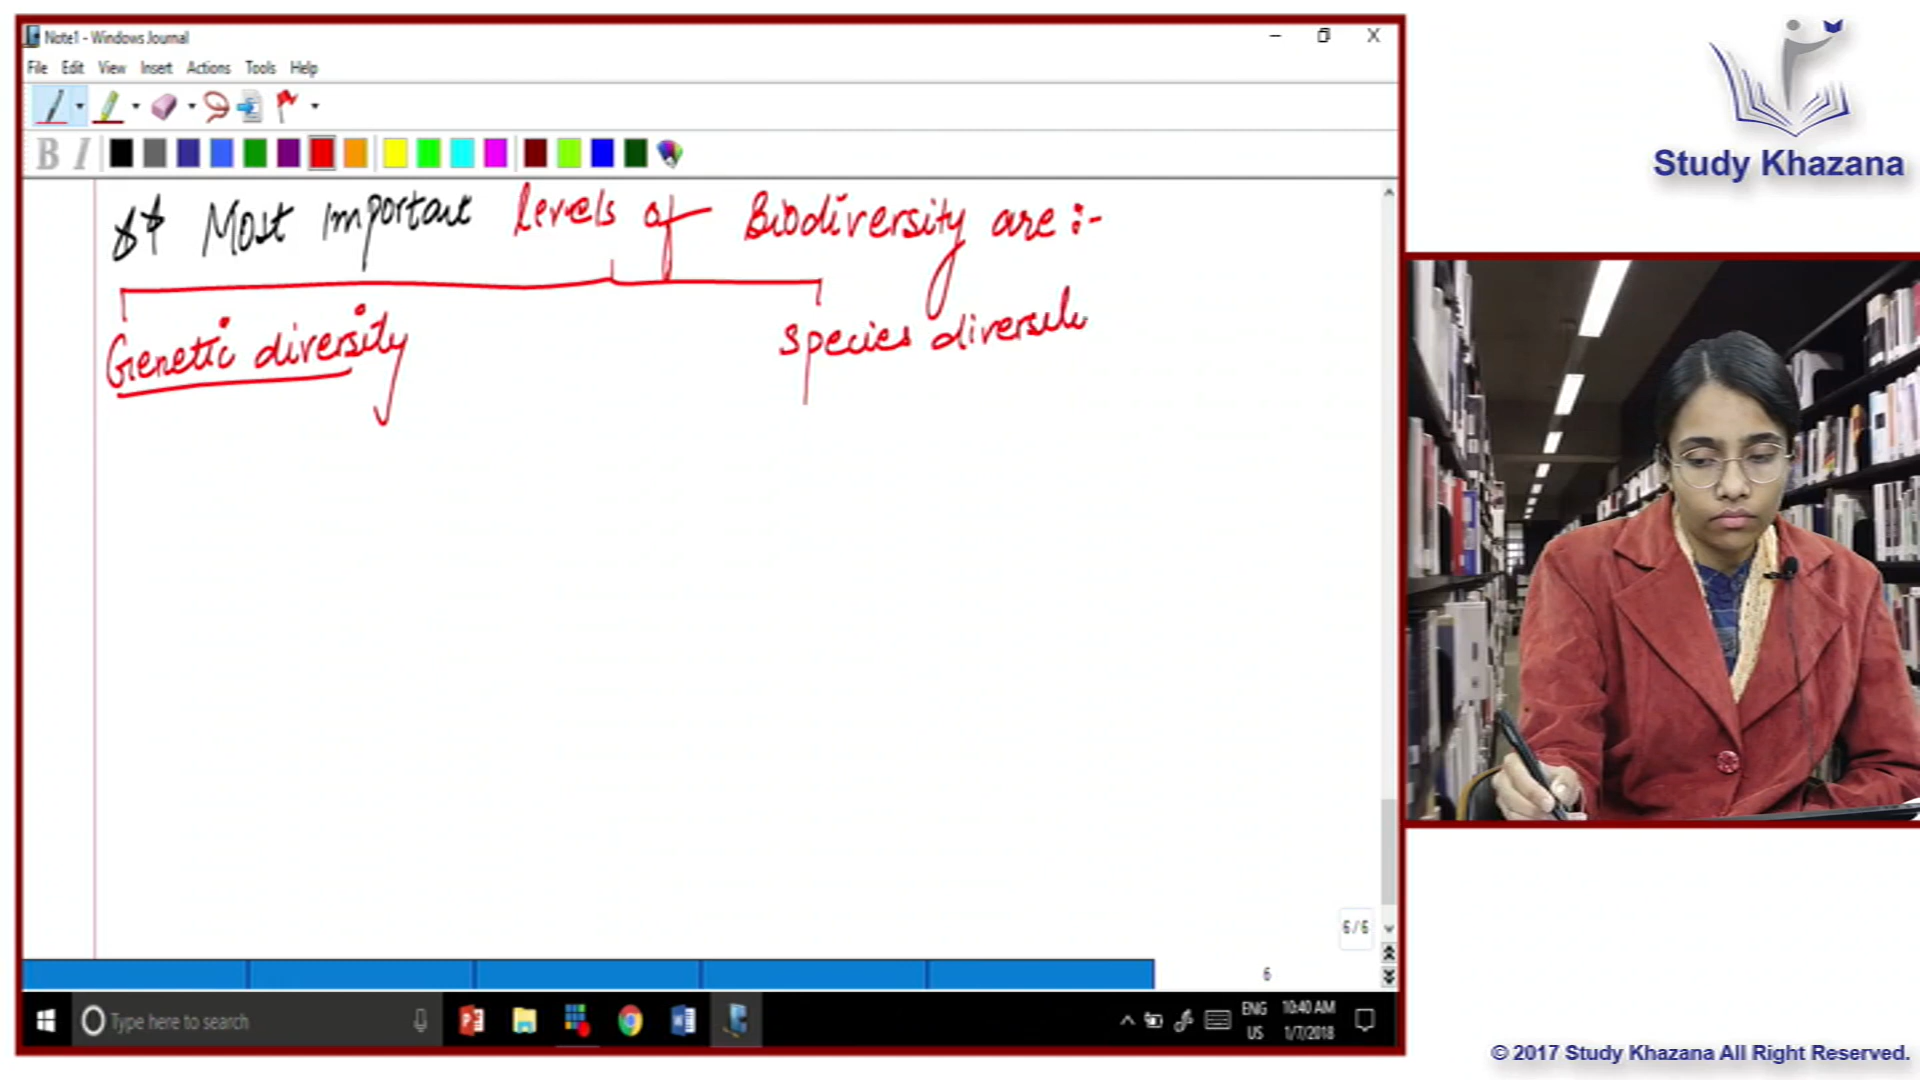 Note1 - Windows Journal
File Edit View Insert Actions Tools Help
B I
Most Important levels of Biodiversity are :-
Genetic diversity
Species
6/6
6
Type here to search
ENG
US
10:40 AM
1/7/2018
Study Khazana
© 2017 Study Khazana All Right Reserved.